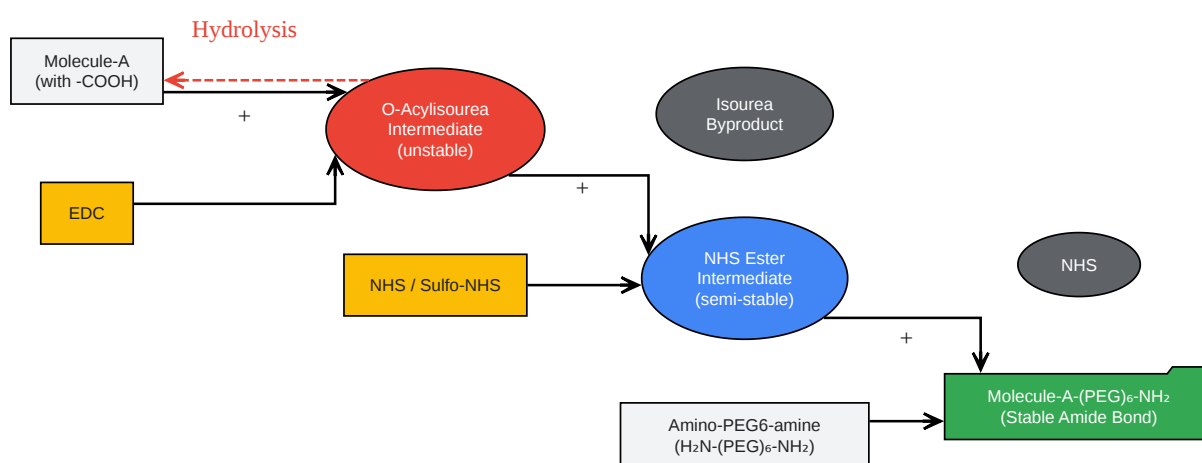 Hydrolysis
Molecule-A
(with -COOH)
+
O-Acylisourea
Intermediate
(unstable)
Isourea
Byproduct
EDC
+
NHS / Sulfo-NHS
NHS Ester
Intermediate
(semi-stable)
NHS
+
Amino-PEG6-amine
(H₂N-(PEG)₆-NH₂)
Molecule-A-(PEG)₆-NH₂
(Stable Amide Bond)